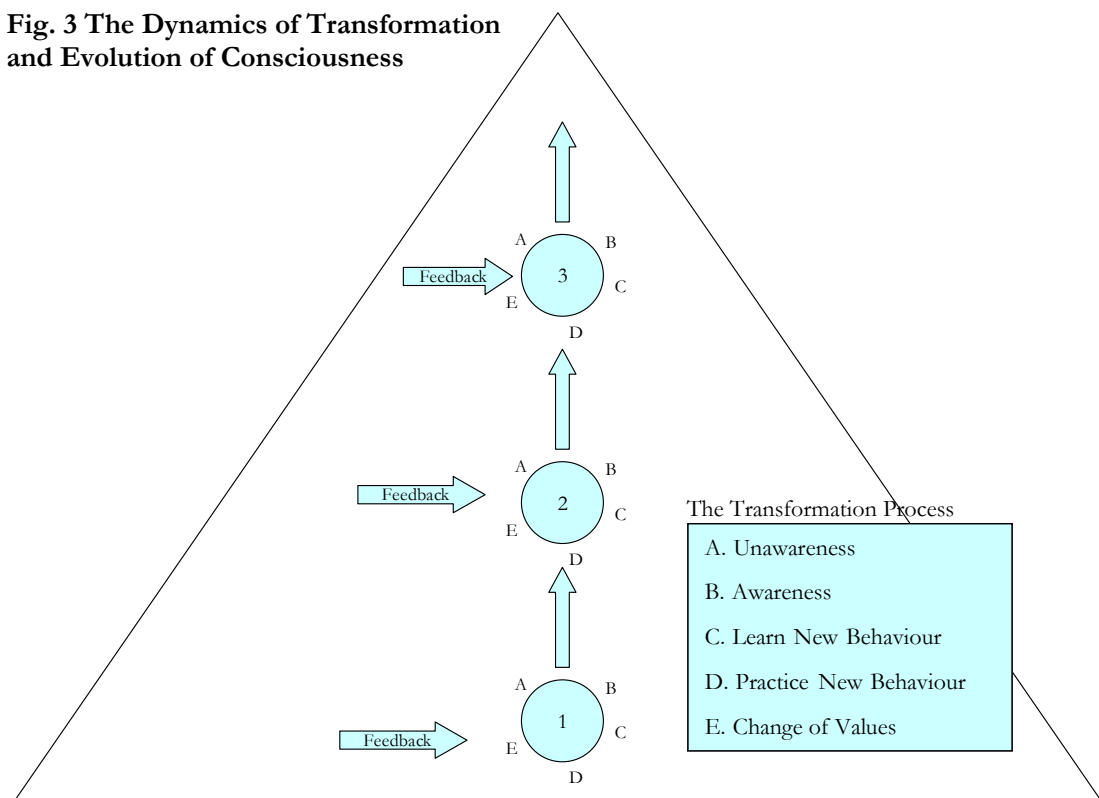 Fig. 3 The Dynamics of Transformation
and Evolution of Consciousness
A
B
Feedback
3
C
E
D
A
B
Feedback
2
C
E
D
The Transformation Process
A. Unawareness
B. Awareness
C. Learn New Behaviour
D. Practice New Behaviour
E. Change of Values
A
B
Feedback
1
C
E
D